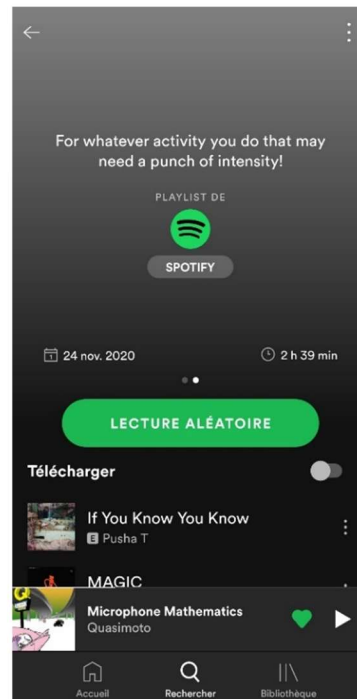 For whatever activity you do that may
need a punch of intensity!
PLAYLIST DE
SPOTIFY
24 nov. 2020
2 h 39 min
LECTURE ALÉATOIRE
Télécharger
If You Know You Know
E Pusha T
MAGIC
Microphone Mathematics
Quasimoto
Accueil
Rechercher
Bibliothèque